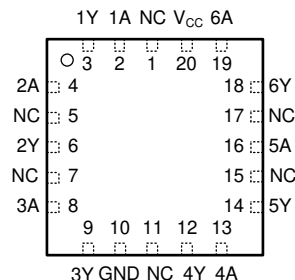 1Y 1A NC VCC 6A
3 2 1 20 19
2A 4 18 6Y
NC 5 17 NC
2Y 6 16 5A
NC 7 15 NC
3A 8 14 5Y
9 10 11 12 13
3Y GND NC 4Y 4A